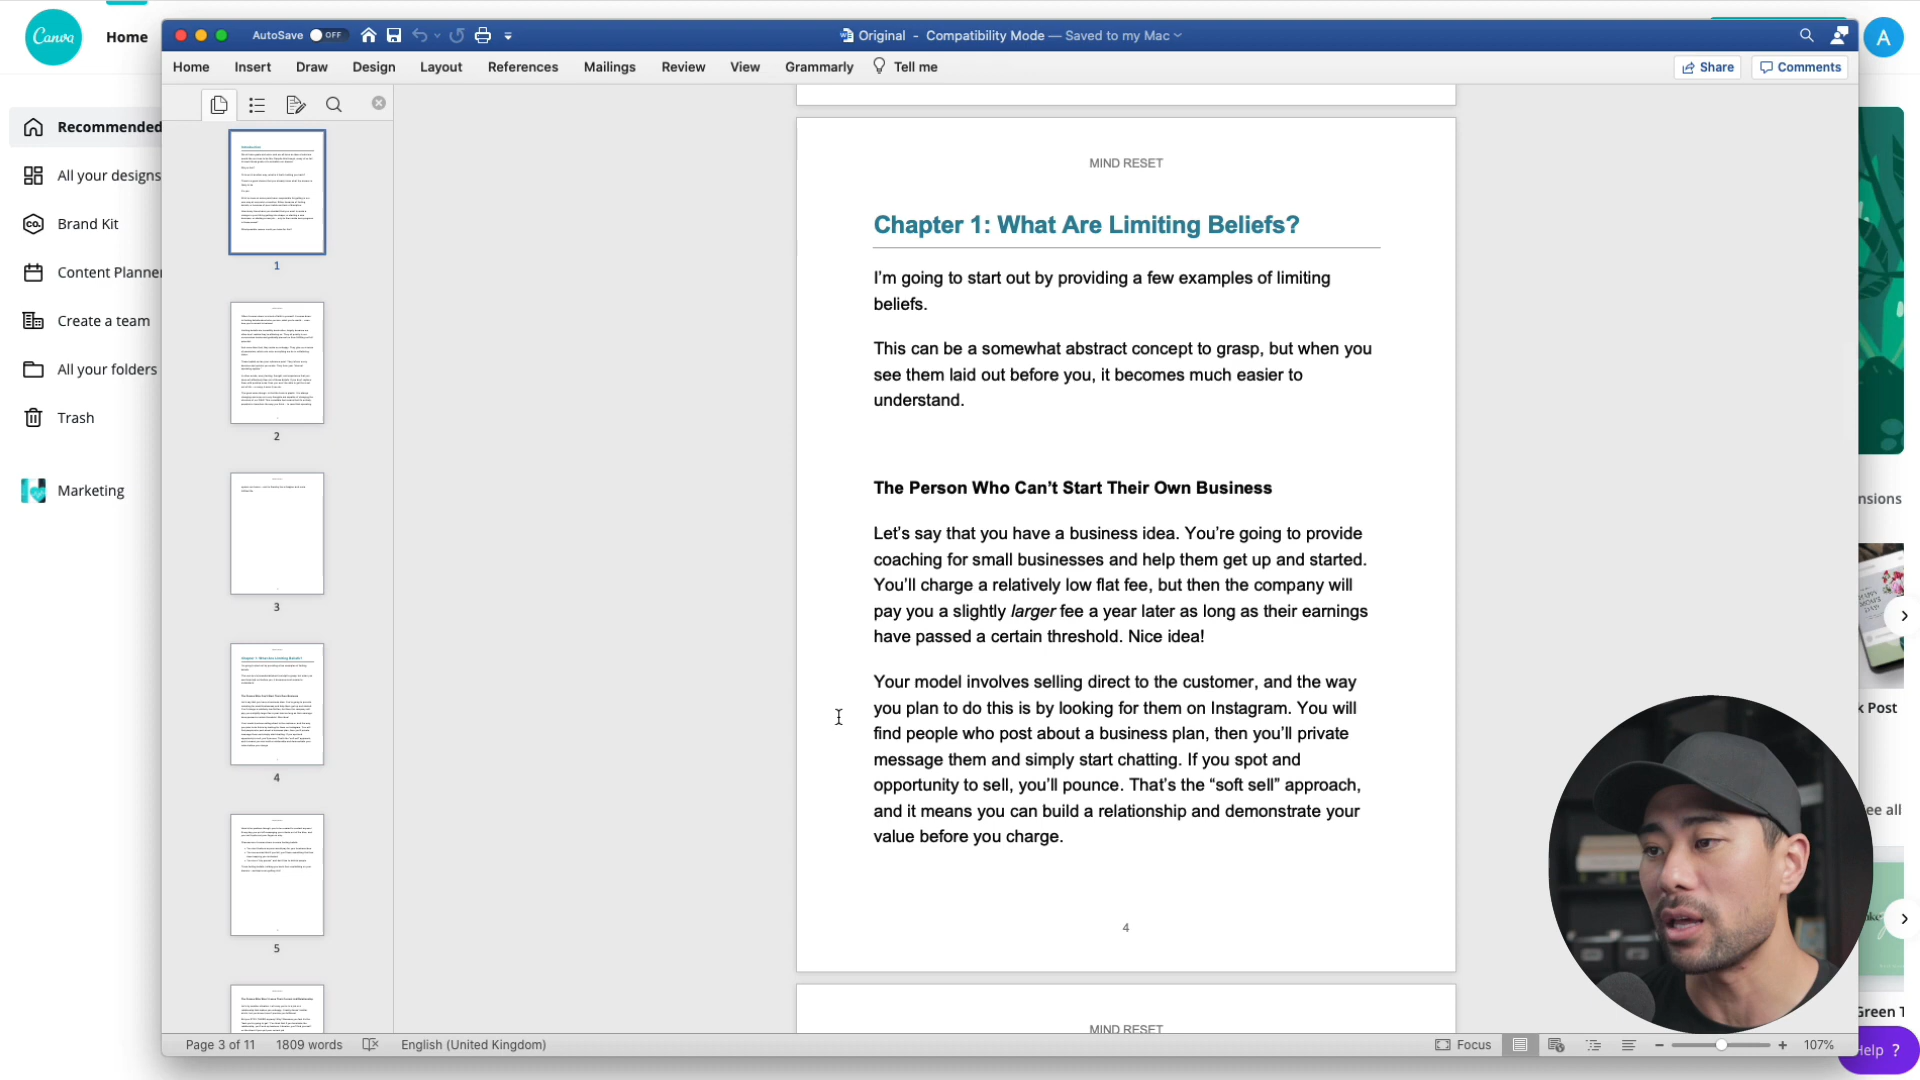 Canva
Home
Recommended
All your designs
Brand Kit
Content Planner
Create a team
All your folders
Trash
Marketing
AutoSave
OFF
Original - Compatibility Mode — Saved to my Mac
A
Home
Insert
Draw
Design
Layout
References
Mailings
Review
View
Grammarly
Tell me
Share
Comments
1
2
3
4
5
MIND RESET
Chapter 1: What Are Limiting Beliefs?
I'm going to start out by providing a few examples of limiting
beliefs.
This can be a somewhat abstract concept to grasp, but when you
see them laid out before you, it becomes much easier to
understand.
The Person Who Can't Start Their Own Business
Let's say that you have a business idea. You're going to provide
coaching for small businesses and help them get up and started.
You'll charge a relatively low flat fee, but then the company will
pay you a slightly larger fee a year later as long as their earnings
have passed a certain threshold. Nice idea!
Your model involves selling direct to the customer, and the way
you plan to do this is by looking for them on Instagram. You will
find people who post about a business plan, then you'll private
message them and simply start chatting. If you spot and
opportunity to sell, you'll pounce. That's the “soft sell” approach,
and it means you can build a relationship and demonstrate your
value before you charge.
4
MIND RESET
nsions
k Post
ee all
Green T
Help ?
Page 3 of 11
1809 words
English (United Kingdom)
Focus
107%